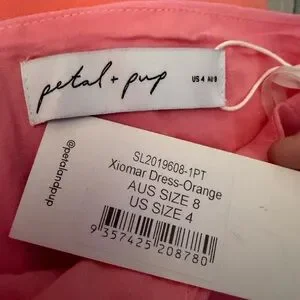 petal + pup
US 4 AU 8
@petalandpup
SL2019608-1PT
Xiomar Dress-Orange
AUS SIZE 8
US SIZE 4
9 357425 208780